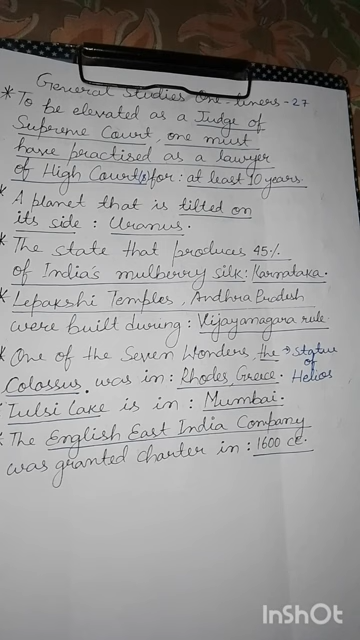 General Studies One-liners-27
* To be elevated as a Judge of
Supreme Court, one must
have practised as a lawyer
of High Court(s) for: at least 10 years.
* A planet that is tilted on
its side : Uranus.
* The state that produces 45%
of India's mulberry silk: Karnataka.
* Lepakshi Temples, Andhra Pradesh
were built during: Vijayanagara rule.
* One of the Seven Wonders, the → Statue
of
Colossus. was in: Rhodes, Greece. Helios
* Tulsi Lake is in : Mumbai.
* The English East India Company
was granted charter in: 1600 CE.
InShOt